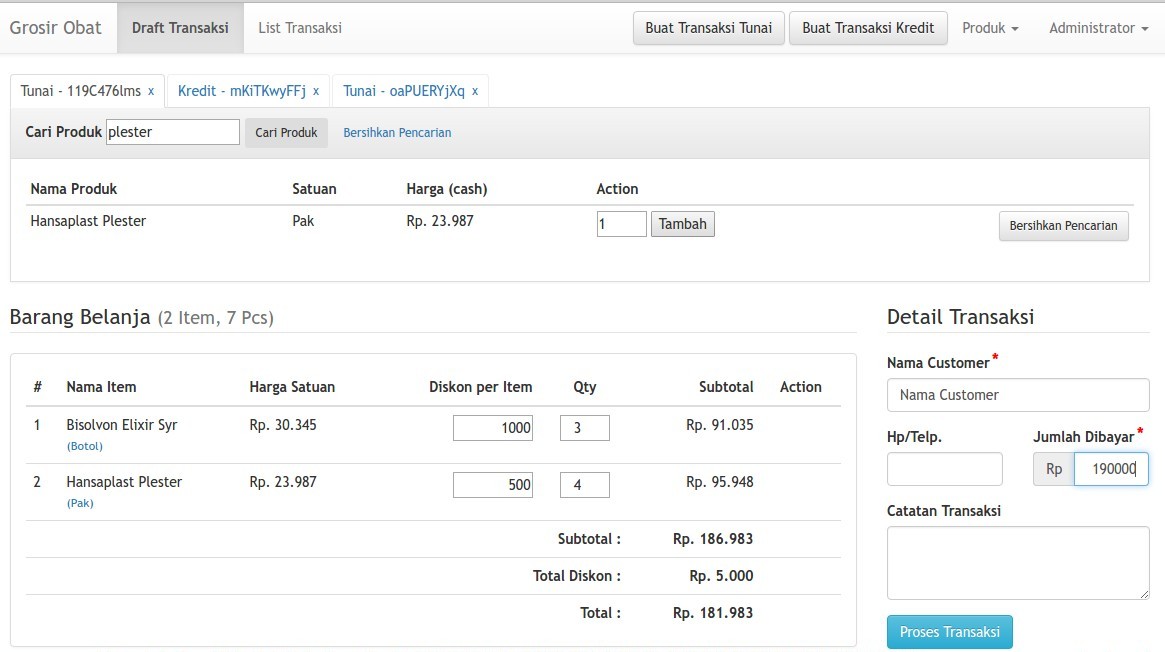 Grosir Obat Draft Transaksi List Transaksi Buat Transaksi Tunai Buat Transaksi Kredit Produk Administrator
Tunai - 119C476lms x Kredit - mKiTKwyFFj x Tunai - oaPUERYjXq x
Cari Produk plester Cari Produk Bersihkan Pencarian
Nama Produk Satuan Harga (cash) Action
Hansaplast Plester Pak Rp. 23.987 1 Tambah Bersihkan Pencarian
Barang Belanja (2 Item, 7 Pcs)
# Nama Item Harga Satuan Diskon per Item Qty Subtotal Action
1 Bisolvon Elixir Syr Rp. 30.345 1000 3 Rp. 91.035
(Botol)
2 Hansaplast Plester Rp. 23.987 500 4 Rp. 95.948
(Pak)
Subtotal : Rp. 186.983
Total Diskon : Rp. 5.000
Total : Rp. 181.983
Detail Transaksi
Nama Customer*
Nama Customer
Hp/Telp. Jumlah Dibayar*
Rp 190000
Catatan Transaksi
Proses Transaksi